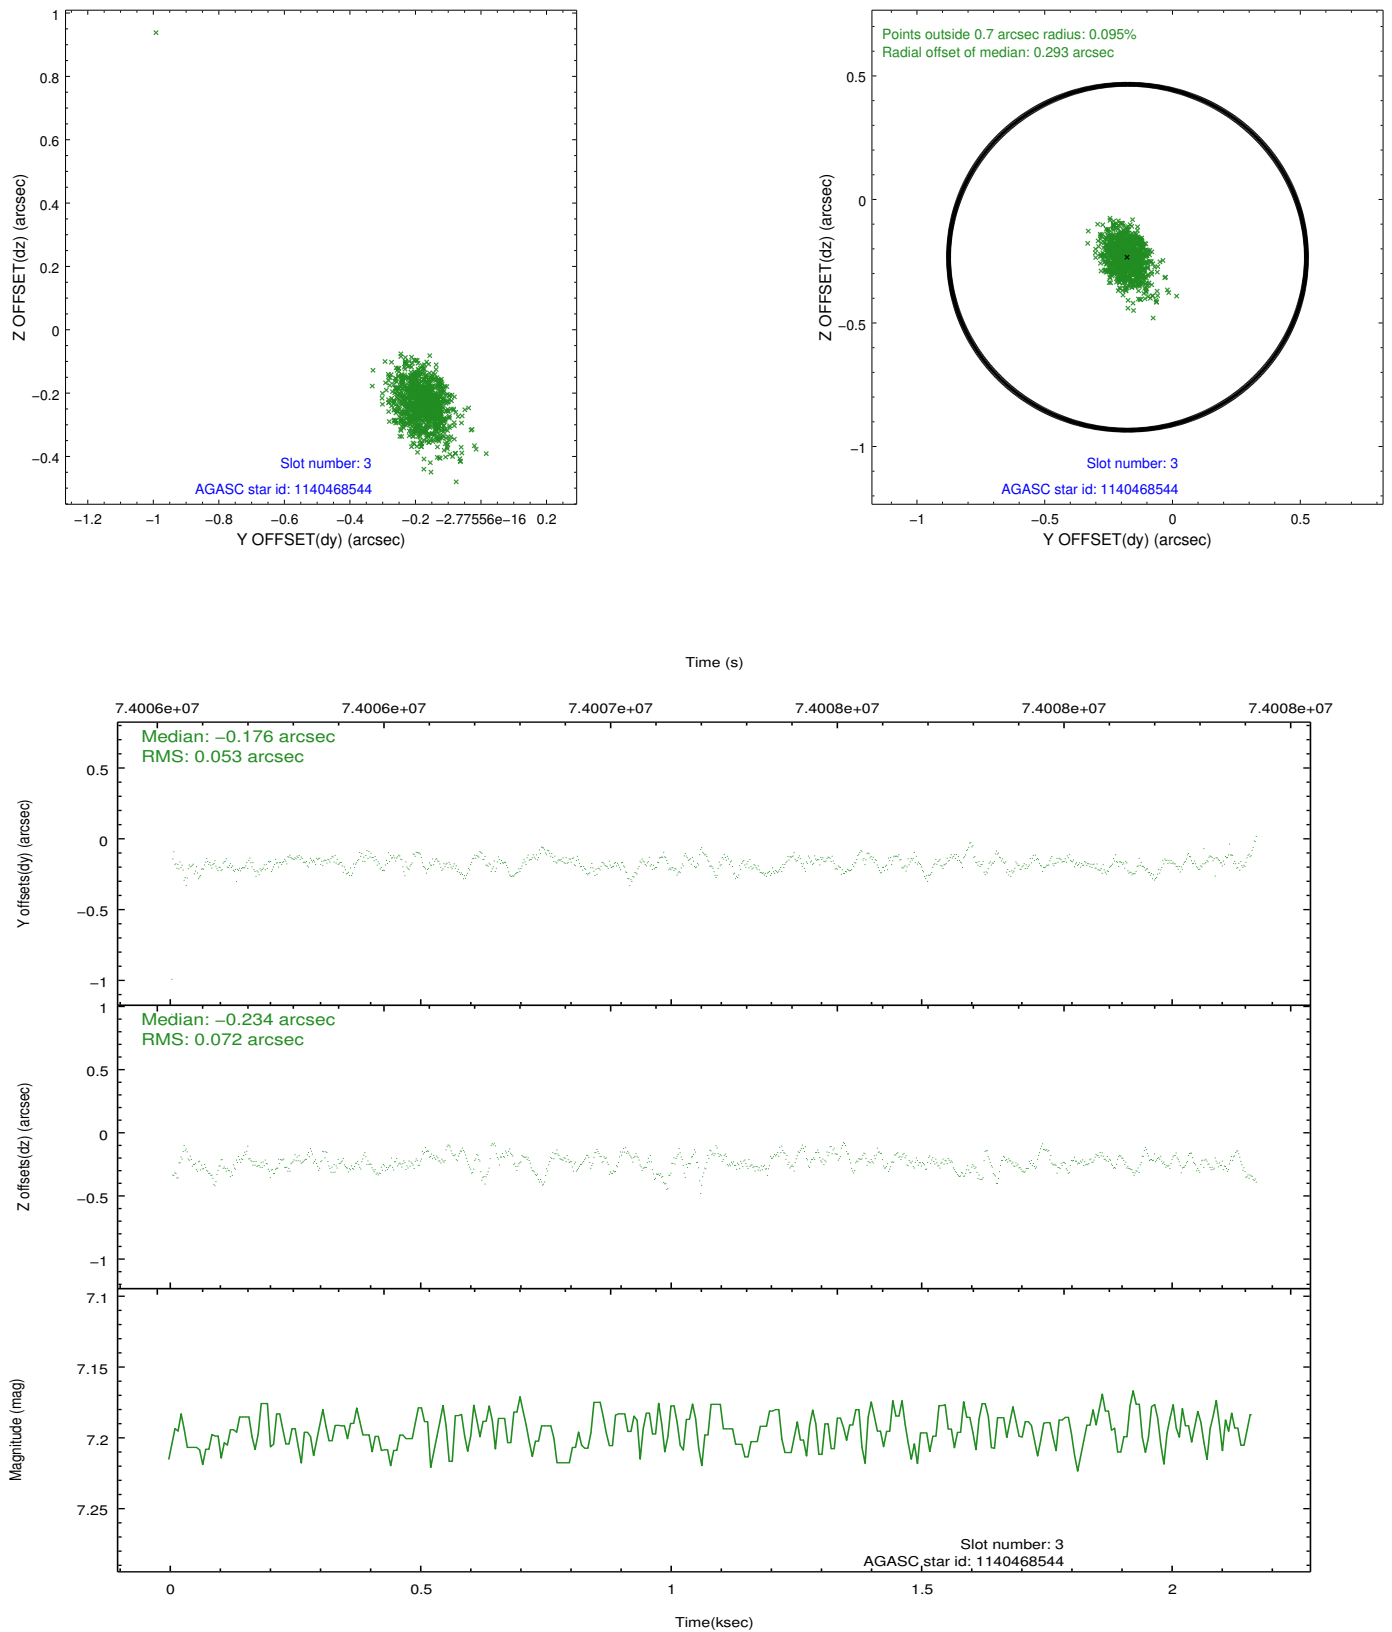 1
0.8
0.6
0.4
0.2
0
−0.2
−0.4
Z OFFSET(dz) (arcsec)
Slot number: 3
AGASC star id: 1140468544
−1.2 −1 −0.8 −0.6 −0.4 −0.2 −2.77556e−16 0.2
Y OFFSET(dy) (arcsec)
Points outside 0.7 arcsec radius: 0.095%
Radial offset of median: 0.293 arcsec
0.5
0
−0.5
−1
Z OFFSET(dz) (arcsec)
Slot number: 3
AGASC star id: 1140468544
−1 −0.5 0 0.5
Y OFFSET(dy) (arcsec)
Time (s)
7.4006e+07 7.4006e+07 7.4007e+07 7.4008e+07 7.4008e+07 7.4008e+07
Median: −0.176 arcsec
RMS: 0.053 arcsec
0.5
0
−0.5
−1
Y offsets(dy) (arcsec)
1
Median: −0.234 arcsec
RMS: 0.072 arcsec
0.5
0
−0.5
−1
Z offsets(dz) (arcsec)
7.1
7.15
7.2
7.25
Magnitude (mag)
Slot number: 3
AGASC star id: 1140468544
0 0.5 1 1.5 2
Time(ksec)